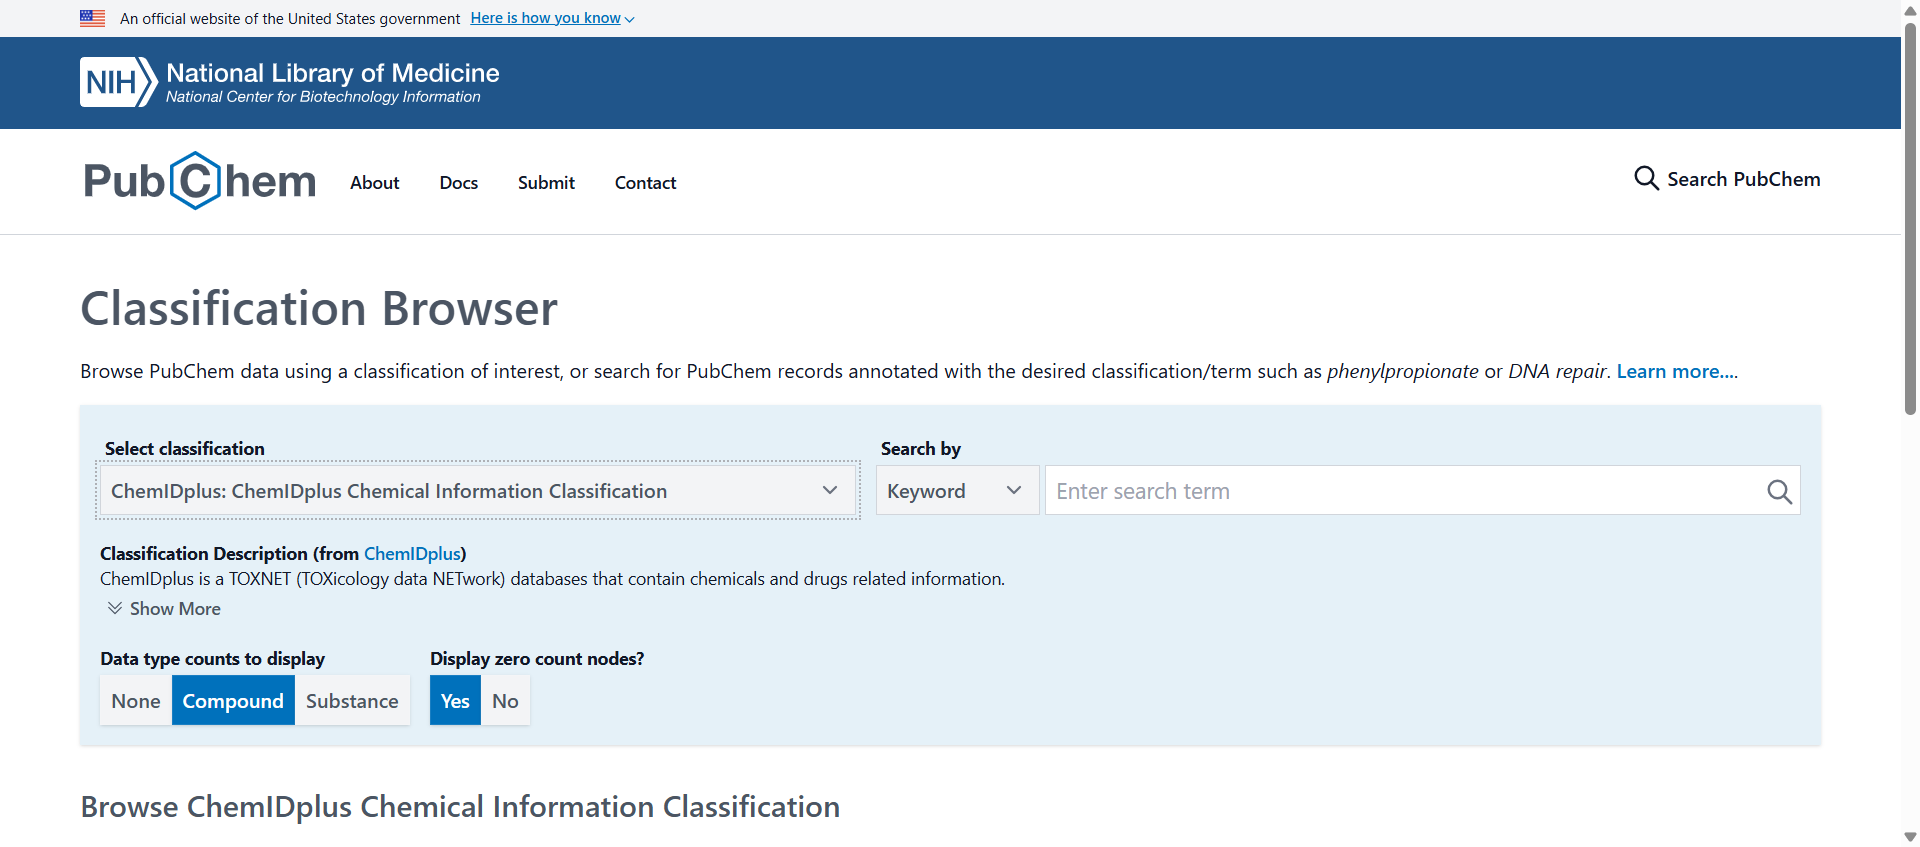 An official website of the United States government Here is how you know
NIH National Library of Medicine
National Center for Biotechnology Information
PubChem About Docs Submit Contact Search PubChem
Classification Browser
Browse PubChem data using a classification of interest, or search for PubChem records annotated with the desired classification/term such as phenylpropionate or DNA repair. Learn more....
Select classification Search by
ChemIDplus: ChemIDplus Chemical Information Classification Keyword Enter search term
Classification Description (from ChemIDplus)
ChemIDplus is a TOXNET (TOXicology data NETwork) databases that contain chemicals and drugs related information.
Show More
Data type counts to display Display zero count nodes?
None Compound Substance Yes No
Browse ChemIDplus Chemical Information Classification